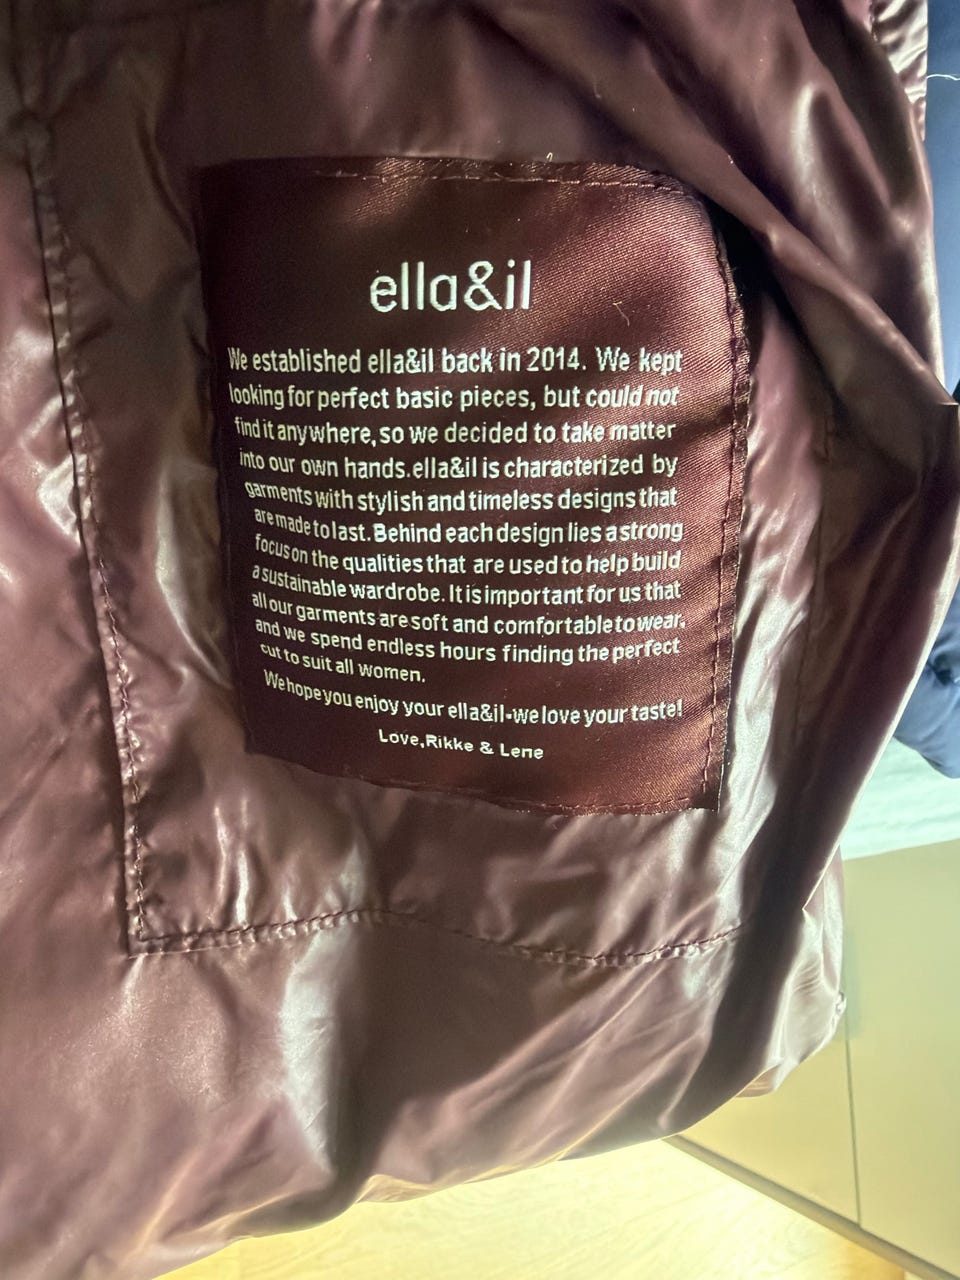 ella&il
We established ella&il back in 2014. We kept
looking for perfect basic pieces, but could not
find it anywhere, so we decided to take matter
into our own hands. ella&il is characterized by
garments with stylish and timeless designs that
are made to last. Behind each design lies a strong
focus on the qualities that are used to help build
a sustainable wardrobe. It is important for us that
all our garments are soft and comfortable to wear,
and we spend endless hours finding the perfect
cut to suit all women.
We hope you enjoy your ella&il-we love your taste!
Love, Rikke & Lene